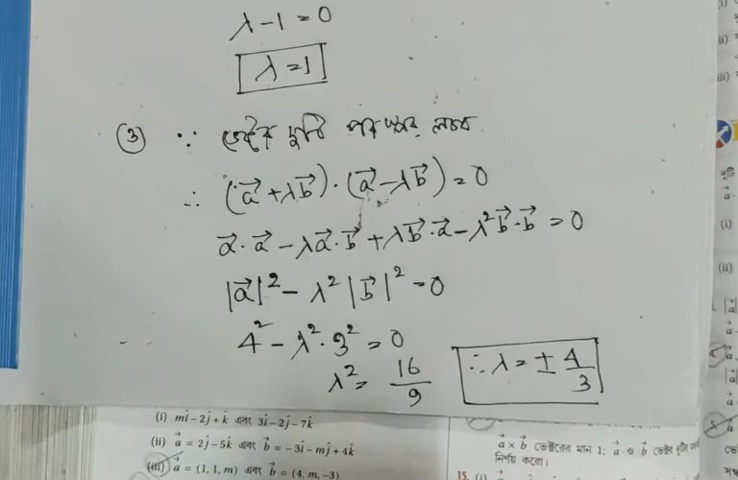 λ - 1 = 0
λ = 1
③ ∵ ভেক্টর দুটি পরস্পর লম্ব
∴ (a⃗ + λb⃗) · (a⃗ - λb⃗) = 0
a⃗ · a⃗ - λa⃗ · b⃗ + λb⃗ · a⃗ - λ²b⃗ · b⃗ = 0
|a⃗|² - λ² |b⃗|² = 0
4² - λ² · 3² = 0
λ² = 16/9 ∴ λ = ± 4/3
(i) mî - 2ĵ + k̂ এবং 3î - 2ĵ - 7k̂
(ii) a⃗ = 2ĵ - 5k̂ এবং b⃗ = -3î - mĵ + 4k̂
(iii) a⃗ = (1, 1, m) এবং b⃗ = (4, m, -3)
a⃗ × b⃗ ভেক্টরের মান 1; a⃗ ও b⃗ ভেক্টর দুটি
নির্ণয় করো।
15. (i)
(i)
(ii)